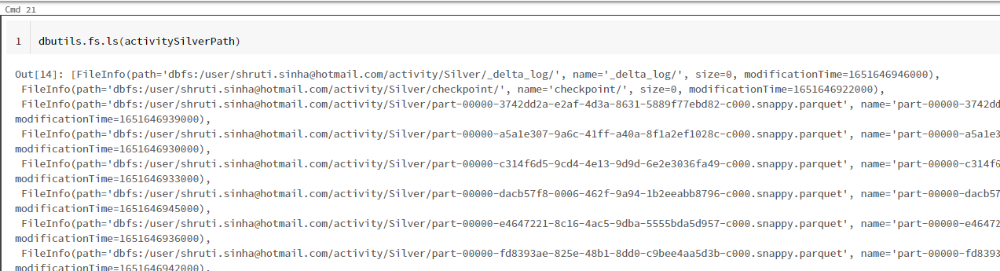 Cmd 21
1 dbutils.fs.ls(activitySilverPath)
Out[14]: [FileInfo(path='dbfs:/user/shruti.sinha@hotmail.com/activity/Silver/_delta_log/', name='_delta_log/', size=0, modificationTime=1651646946000),
FileInfo(path='dbfs:/user/shruti.sinha@hotmail.com/activity/Silver/checkpoint/', name='checkpoint/', size=0, modificationTime=1651646922000),
FileInfo(path='dbfs:/user/shruti.sinha@hotmail.com/activity/Silver/part-00000-3742dd2a-e2af-4d3a-8631-5889f77ebd82-c000.snappy.parquet', name='part-00000-3742dd
modificationTime=1651646939000),
FileInfo(path='dbfs:/user/shruti.sinha@hotmail.com/activity/Silver/part-00000-a5a1e307-9a6c-41ff-a40a-8f1a2ef1028c-c000.snappy.parquet', name='part-00000-a5a1e3
modificationTime=1651646930000),
FileInfo(path='dbfs:/user/shruti.sinha@hotmail.com/activity/Silver/part-00000-c314f6d5-9cd4-4e13-9d9d-6e2e3036fa49-c000.snappy.parquet', name='part-00000-c314f6
modificationTime=1651646933000),
FileInfo(path='dbfs:/user/shruti.sinha@hotmail.com/activity/Silver/part-00000-dacb57f8-0006-462f-9a94-1b2eeabb8796-c000.snappy.parquet', name='part-00000-dacb57
modificationTime=1651646945000),
FileInfo(path='dbfs:/user/shruti.sinha@hotmail.com/activity/Silver/part-00000-e4647221-8c16-4ac5-9dba-5555bda5d957-c000.snappy.parquet', name='part-00000-e46472
modificationTime=1651646936000),
FileInfo(path='dbfs:/user/shruti.sinha@hotmail.com/activity/Silver/part-00000-fd8393ae-825e-48b1-8dd0-c9bee4aa5d3b-c000.snappy.parquet', name='part-00000-fd8393
modificationTime=1651646942000),